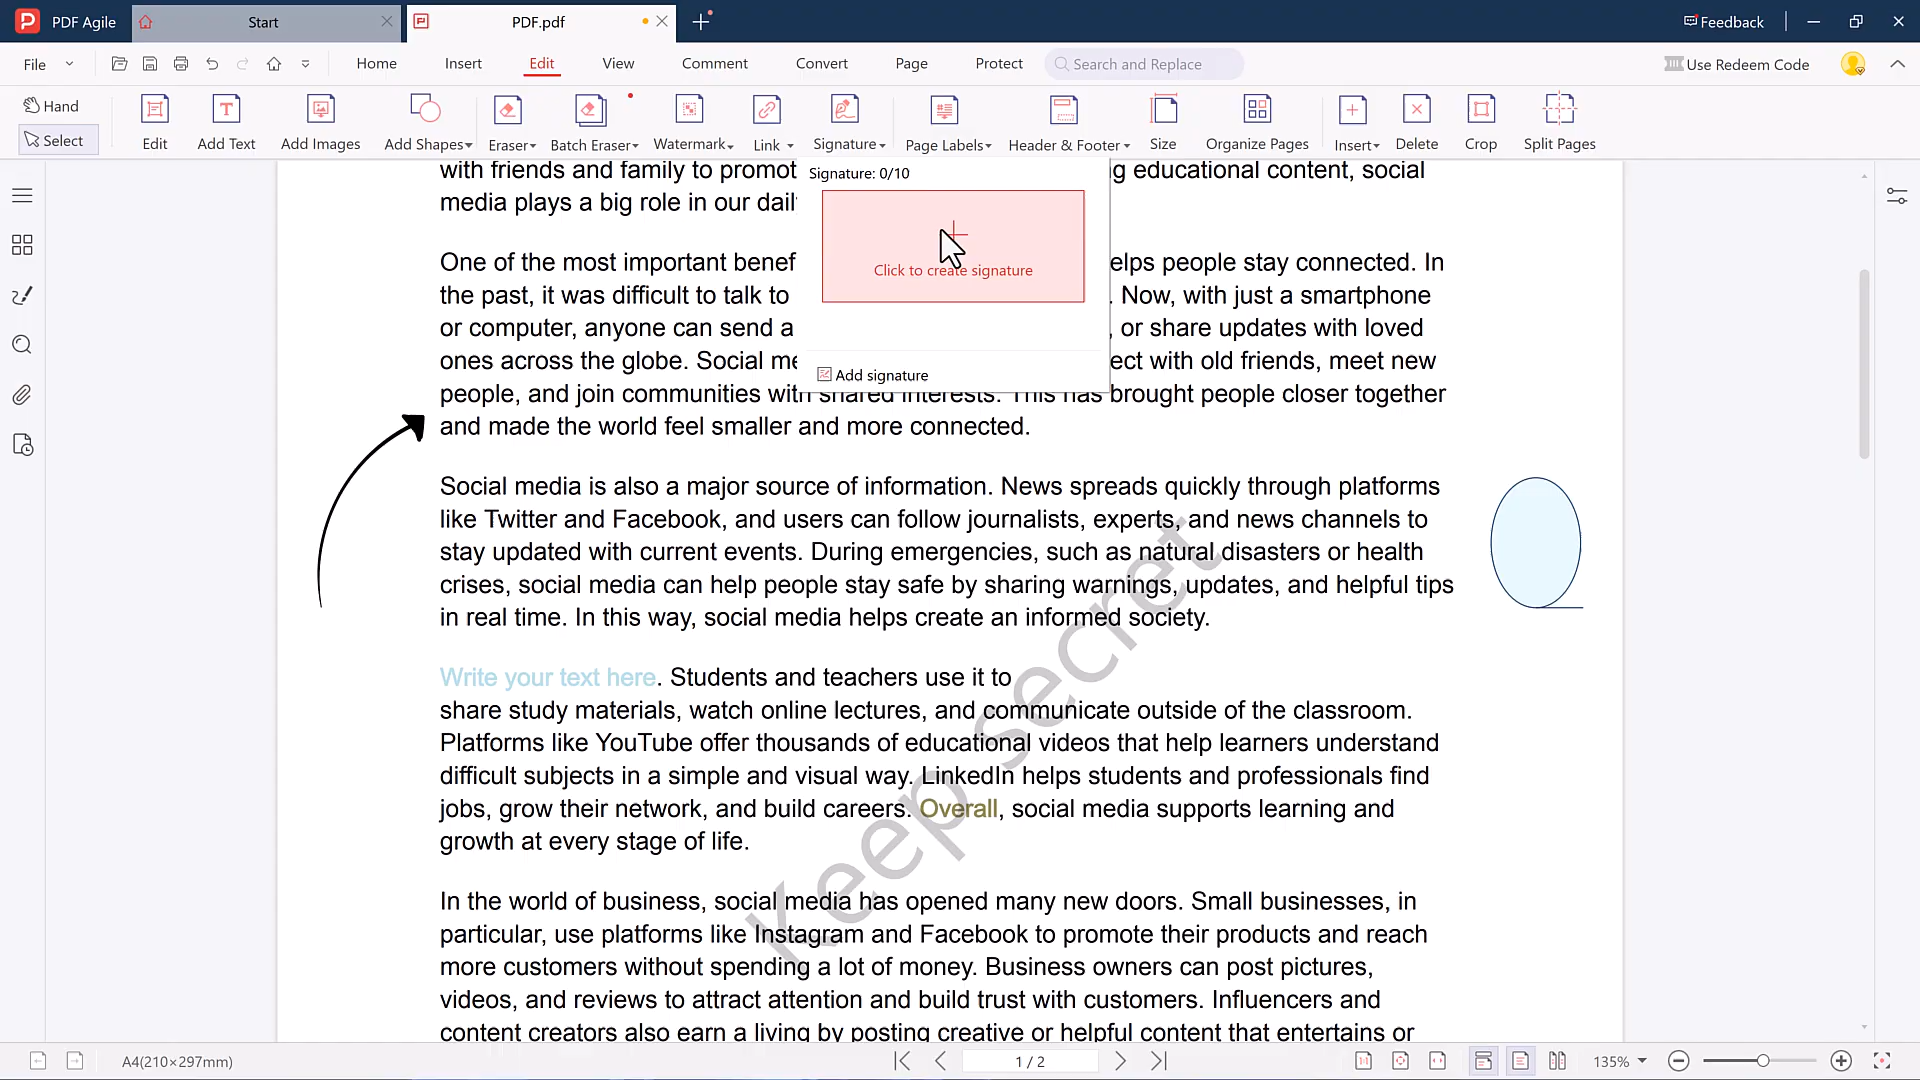 PDF Agile
Start
PDF.pdf
Feedback
File
Home
Insert
Edit
View
Comment
Convert
Page
Protect
Search and Replace
Use Redeem Code
Hand
Select
Edit
Add Text
Add Images
Add Shapes
Eraser
Batch Eraser
Watermark
Link
Signature
Page Labels
Header & Footer
Size
Organize Pages
Insert
Delete
Crop
Split Pages
Signature: 0/10
Click to create signature
Add signature
with friends and family to promot g educational content, social
media plays a big role in our dail
One of the most important benef elps people stay connected. In
the past, it was difficult to talk to . Now, with just a smartphone
or computer, anyone can send a , or share updates with loved
ones across the globe. Social me ect with old friends, meet new
people, and join communities with shared interests. This has brought people closer together
and made the world feel smaller and more connected.
Social media is also a major source of information. News spreads quickly through platforms
like Twitter and Facebook, and users can follow journalists, experts, and news channels to
stay updated with current events. During emergencies, such as natural disasters or health
crises, social media can help people stay safe by sharing warnings, updates, and helpful tips
in real time. In this way, social media helps create an informed society.
Write your text here. Students and teachers use it to
share study materials, watch online lectures, and communicate outside of the classroom.
Platforms like YouTube offer thousands of educational videos that help learners understand
difficult subjects in a simple and visual way. LinkedIn helps students and professionals find
jobs, grow their network, and build careers. Overall, social media supports learning and
growth at every stage of life.
In the world of business, social media has opened many new doors. Small businesses, in
particular, use platforms like Instagram and Facebook to promote their products and reach
more customers without spending a lot of money. Business owners can post pictures,
videos, and reviews to attract attention and build trust with customers. Influencers and
content creators also earn a living by posting creative or helpful content that entertains or
Keep secret
A4(210×297mm)
1 / 2
135%